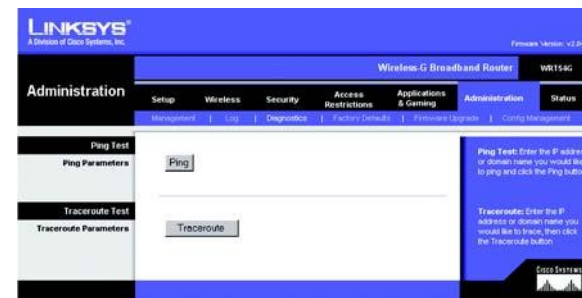 LINKSYS®
A Division of Cisco Systems, Inc.
Firmware Version: v2.0
Wireless-G Broadband Router WRT54G
Administration
Setup Wireless Security Access Restrictions Applications & Gaming Administration Status
Management | Log | Diagnostics | Factory Defaults | Firmware Upgrade | Config Management
Ping Test
Ping Parameters
Ping
Ping Test: Enter the IP addres
or domain name you would like
to ping and click the Ping butto
Traceroute Test
Traceroute Parameters
Traceroute
Traceroute: Enter the IP
address or domain name you
would like to trace, then click
the Traceroute button
CISCO SYSTEMS